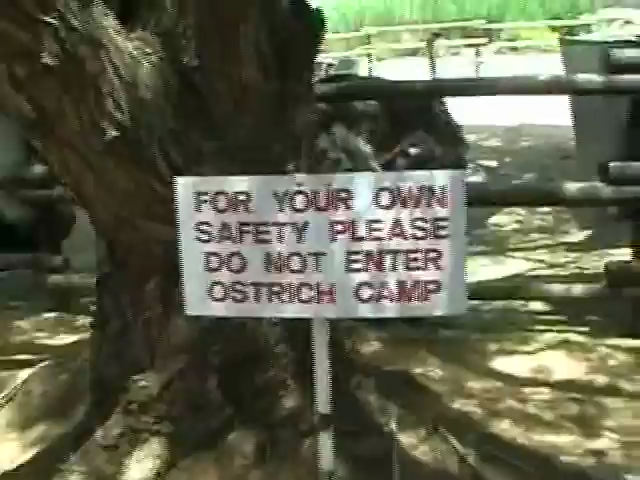 FOR YOUR OWN
SAFETY PLEASE
DO NOT ENTER
OSTRICH CAMP